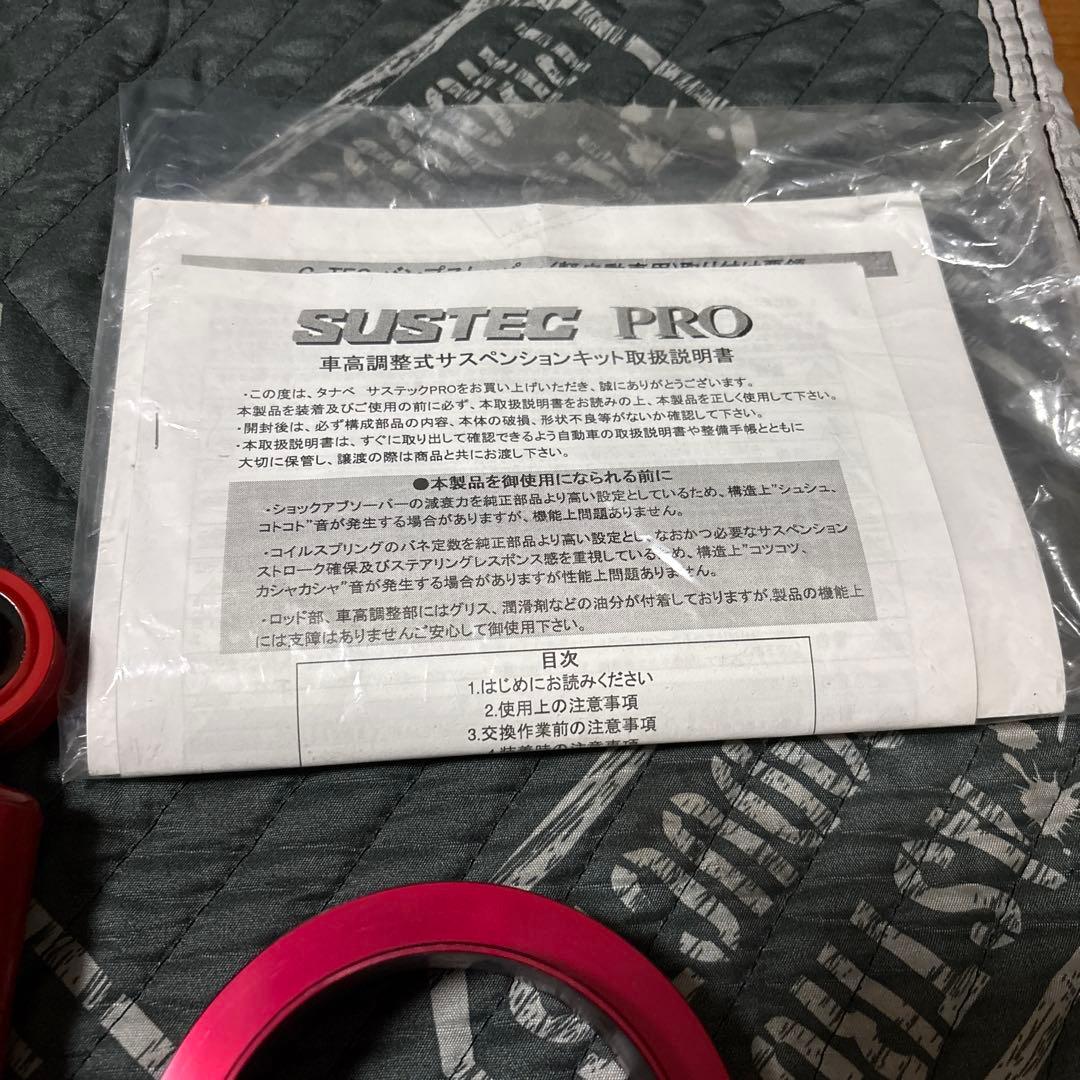 (軽自動車用)取り付け要領
SUSTEC PRO
車高調整式サスペンションキット取扱説明書
・この度は、タナベ サステックPROをお買い上げいただき、誠にありがとうございます。
本製品を装着及びご使用の前に必ず、本取扱説明書をお読みの上、本製品を正しく使用して下さい。
・開封後は、必ず構成部品の内容、本体の破損、形状不良等がないか確認して下さい。
・本取扱説明書は、すぐに取り出して確認できるよう自動車の取扱説明書や整備手帳とともに
大切に保管し、譲渡の際は商品と共にお渡し下さい。
●本製品を御使用になられる前に
・ショックアブソーバーの減衰力を純正部品より高い設定としているため、構造上"シュシュ、
コトコト"音が発生する場合がありますが、機能上問題ありません。
・コイルスプリングのバネ定数を純正部品より高い設定とし、なおかつ必要なサスペンション
ストローク確保及びステアリングレスポンス感を重視しているため、構造上"コツコツ、
カシャカシャ"音が発生する場合がありますが性能上問題ありません。
・ロッド部、車高調整部にはグリス、潤滑剤などの油分が付着しておりますが、製品の機能上
には支障はありませんご安心して御使用下さい。
目次
1.はじめにお読みください
2.使用上の注意事項
3.交換作業前の注意事項
4.装着時の注意事項